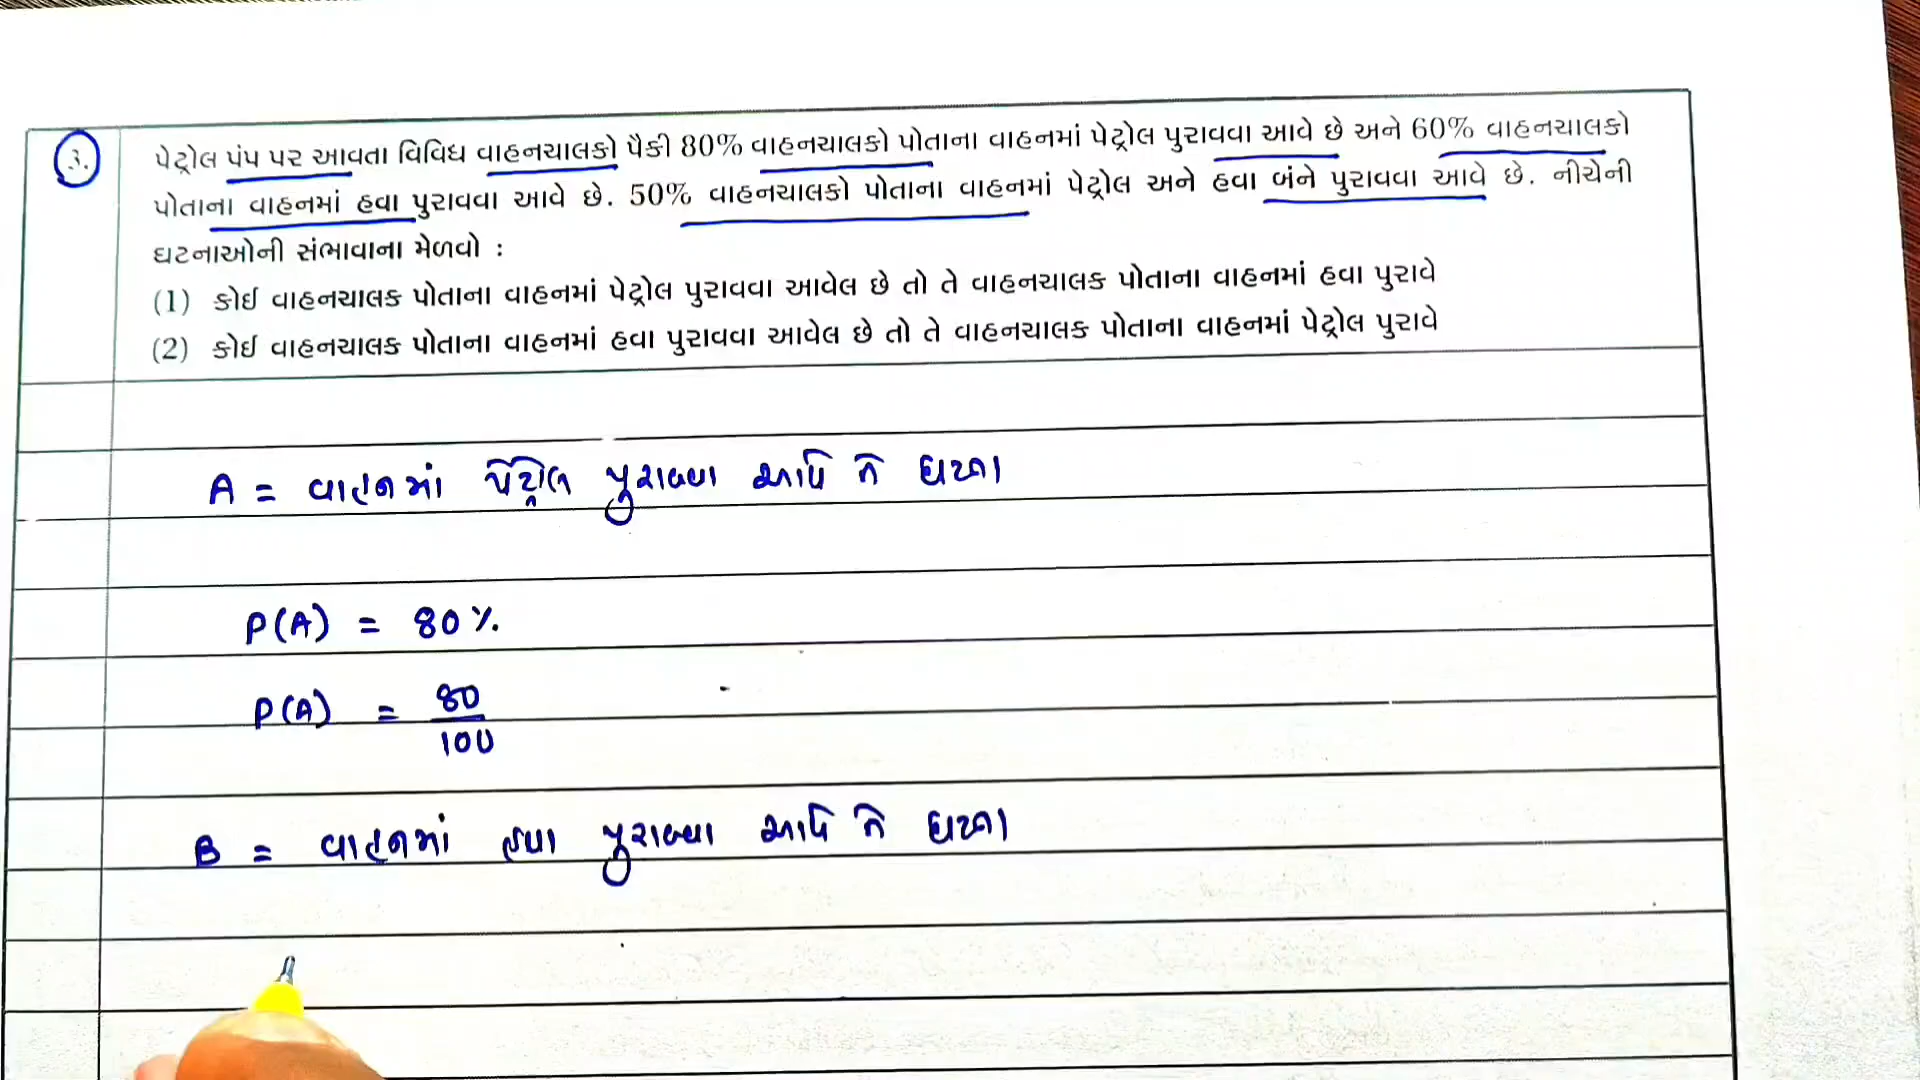 ૩. પેટ્રોલ પંપ પર આવતા વિવિધ વાહનચાલકો પૈકી 80% વાહનચાલકો પોતાના વાહનમાં પેટ્રોલ પુરાવવા આવે છે અને 60% વાહનચાલકો
પોતાના વાહનમાં હવા પુરાવવા આવે છે. 50% વાહનચાલકો પોતાના વાહનમાં પેટ્રોલ અને હવા બંને પુરાવવા આવે છે. નીચેની
ઘટનાઓની સંભાવાના મેળવો :
(1) કોઈ વાહનચાલક પોતાના વાહનમાં પેટ્રોલ પુરાવવા આવેલ છે તો તે વાહનચાલક પોતાના વાહનમાં હવા પુરાવે
(2) કોઈ વાહનચાલક પોતાના વાહનમાં હવા પુરાવવા આવેલ છે તો તે વાહનચાલક પોતાના વાહનમાં પેટ્રોલ પુરાવે
A = વાહનમાં પેટ્રોલ પુરાવવા આવે તે ઘટના
P(A) = 80%
P(A) = 80/100
B = વાહનમાં હવા પુરાવવા આવે તે ઘટના